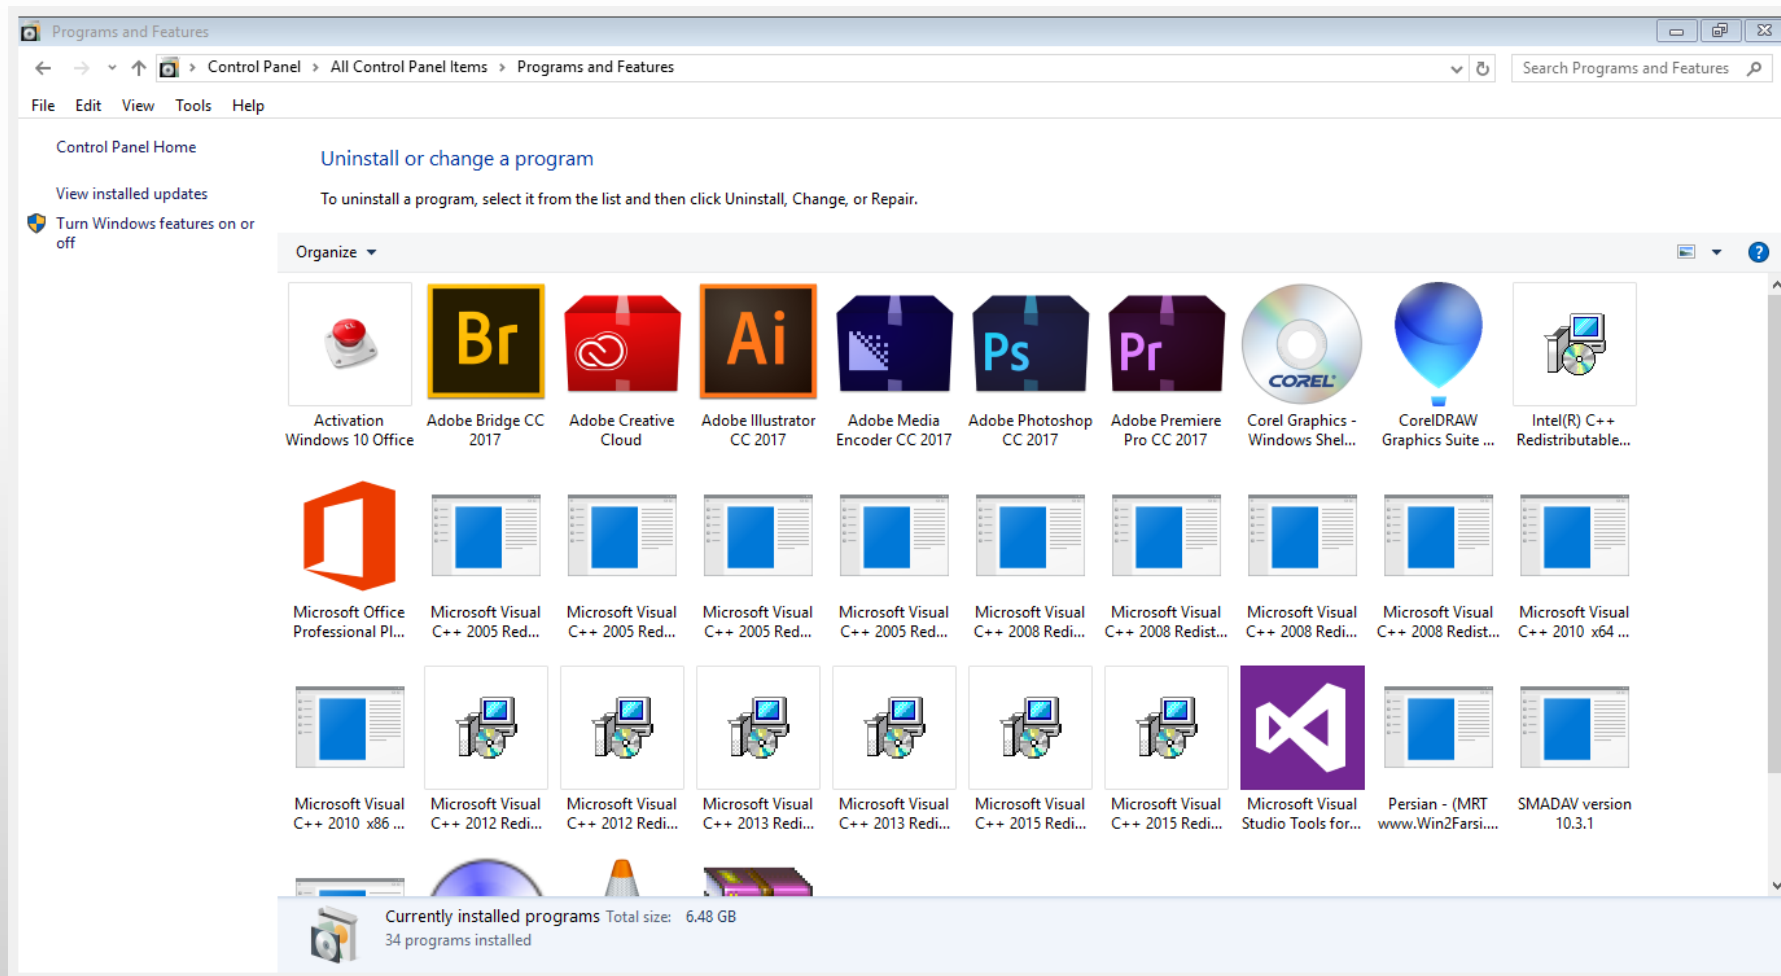 Programs and Features
Control Panel > All Control Panel Items > Programs and Features
Search Programs and Features
File Edit View Tools Help
Control Panel Home
View installed updates
Turn Windows features on or
off
Uninstall or change a program
To uninstall a program, select it from the list and then click Uninstall, Change, or Repair.
Organize
Br
Ai
Ps
Pr
COREL
Activation
Windows 10 Office
Adobe Bridge CC
2017
Adobe Creative
Cloud
Adobe Illustrator
CC 2017
Adobe Media
Encoder CC 2017
Adobe Photoshop
CC 2017
Adobe Premiere
Pro CC 2017
Corel Graphics -
Windows Shel...
CorelDRAW
Graphics Suite ...
Intel(R) C++
Redistributable...
Microsoft Office
Professional Pl...
Microsoft Visual
C++ 2005 Red...
Microsoft Visual
C++ 2005 Red...
Microsoft Visual
C++ 2005 Red...
Microsoft Visual
C++ 2005 Red...
Microsoft Visual
C++ 2008 Redi...
Microsoft Visual
C++ 2008 Redist...
Microsoft Visual
C++ 2008 Redi...
Microsoft Visual
C++ 2008 Redist...
Microsoft Visual
C++ 2010 x64 ...
Microsoft Visual
C++ 2010 x86 ...
Microsoft Visual
C++ 2012 Redi...
Microsoft Visual
C++ 2012 Redi...
Microsoft Visual
C++ 2013 Redi...
Microsoft Visual
C++ 2013 Redi...
Microsoft Visual
C++ 2015 Redi...
Microsoft Visual
C++ 2015 Redi...
Microsoft Visual
Studio Tools for...
Persian - (MRT
www.Win2Farsi....
SMADAV version
10.3.1
Currently installed programs Total size: 6.48 GB
34 programs installed